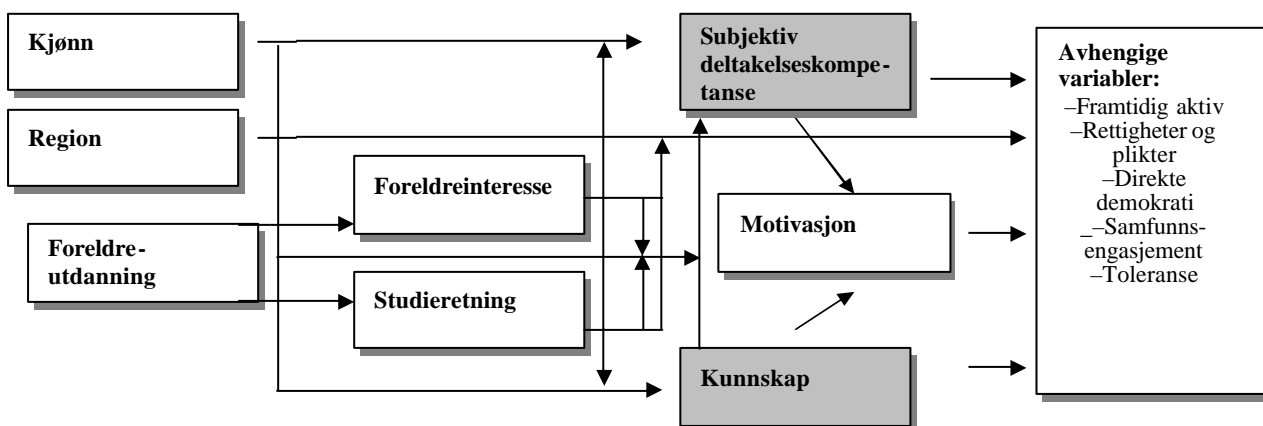 Kjønn
Region
Foreldre-
utdanning
Foreldreinteresse
Studieretning
Subjektiv
deltakelseskompe-
tanse
Motivasjon
Kunnskap
Avhengige
variabler:
–Framtidig aktiv
–Rettigheter og
plikter
–Direkte
demokrati
_–Samfunns-
engasjement
–Toleranse